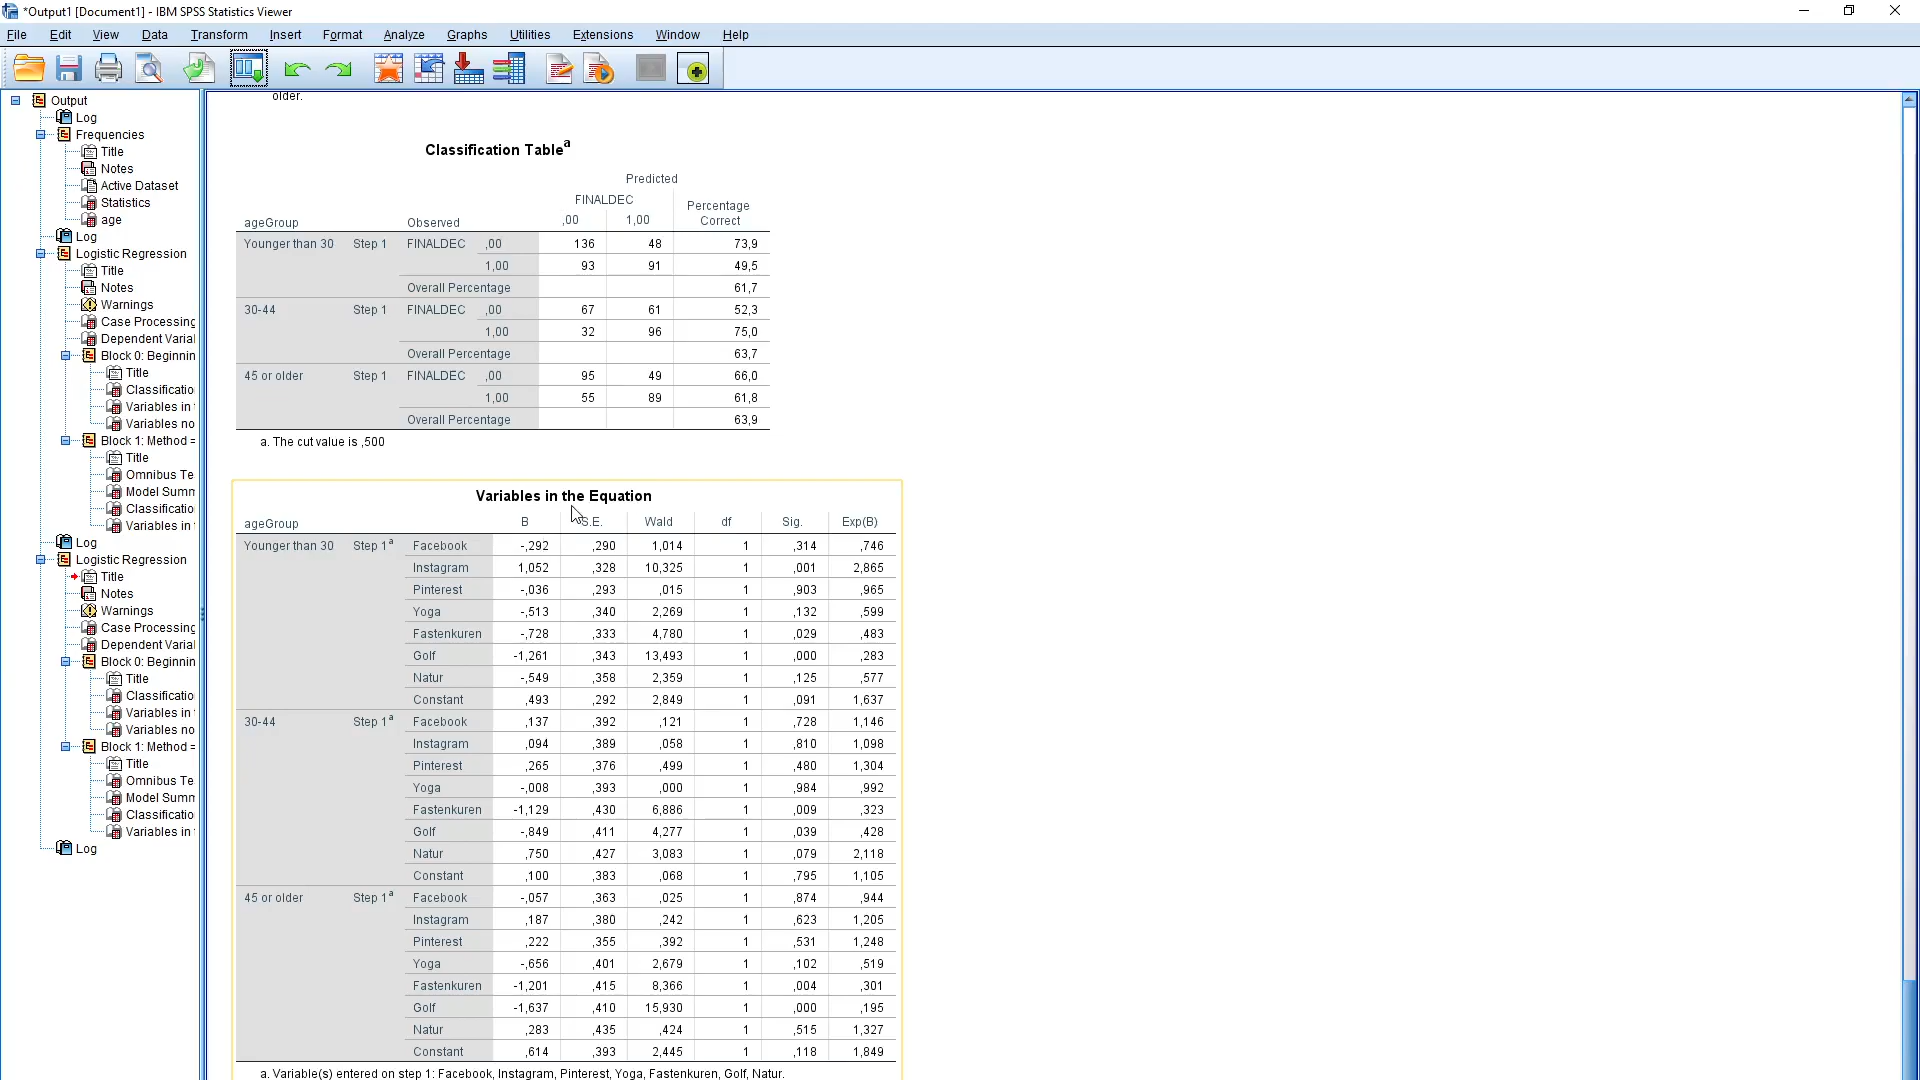 *Output1 [Document1] - IBM SPSS Statistics Viewer
File Edit View Data Transform Insert Format Analyze Graphs Utilities Extensions Window Help
Output
Log
Frequencies
Title
Notes
Active Dataset
Statistics
age
Log
Logistic Regression
Title
Notes
Warnings
Case Processing
Dependent Varial
Block 0: Beginnin
Title
Classificatio
Variables in
Variables no
Block 1: Method =
Title
Omnibus Te
Model Summ
Classificatio
Variables in
Log
Logistic Regression
Title
Notes
Warnings
Case Processing
Dependent Varial
Block 0: Beginnin
Title
Classificatio
Variables in
Variables no
Block 1: Method =
Title
Omnibus Te
Model Summ
Classificatio
Variables in
Log
older.
Classification Table a
Predicted
FINALDEC Percentage Correct
ageGroup Observed ,00 1,00
Younger than 30 Step 1 FINALDEC ,00 136 48 73,9
1,00 93 91 49,5
Overall Percentage 61,7
30-44 Step 1 FINALDEC ,00 67 61 52,3
1,00 32 96 75,0
Overall Percentage 63,7
45 or older Step 1 FINALDEC ,00 95 49 66,0
1,00 55 89 61,8
Overall Percentage 63,9
a. The cut value is ,500
Variables in the Equation
ageGroup B S.E. Wald df Sig. Exp(B)
Younger than 30 Step 1 a Facebook -,292 ,290 1,014 1 ,314 ,746
Instagram 1,052 ,328 10,325 1 ,001 2,865
Pinterest -,036 ,293 ,015 1 ,903 ,965
Yoga -,513 ,340 2,269 1 ,132 ,599
Fastenkuren -,728 ,333 4,780 1 ,029 ,483
Golf -1,261 ,343 13,493 1 ,000 ,283
Natur -,549 ,358 2,359 1 ,125 ,577
Constant ,493 ,292 2,849 1 ,091 1,637
30-44 Step 1 a Facebook ,137 ,392 ,121 1 ,728 1,146
Instagram ,094 ,389 ,058 1 ,810 1,098
Pinterest ,265 ,376 ,499 1 ,480 1,304
Yoga -,008 ,393 ,000 1 ,984 ,992
Fastenkuren -1,129 ,430 6,886 1 ,009 ,323
Golf -,849 ,411 4,277 1 ,039 ,428
Natur ,750 ,427 3,083 1 ,079 2,118
Constant ,100 ,383 ,068 1 ,795 1,105
45 or older Step 1 a Facebook -,057 ,363 ,025 1 ,874 ,944
Instagram ,187 ,380 ,242 1 ,623 1,205
Pinterest ,222 ,355 ,392 1 ,531 1,248
Yoga -,656 ,401 2,679 1 ,102 ,519
Fastenkuren -1,201 ,415 8,366 1 ,004 ,301
Golf -1,637 ,410 15,930 1 ,000 ,195
Natur ,283 ,435 ,424 1 ,515 1,327
Constant ,614 ,393 2,445 1 ,118 1,849
a. Variable(s) entered on step 1: Facebook, Instagram, Pinterest, Yoga, Fastenkuren, Golf, Natur.